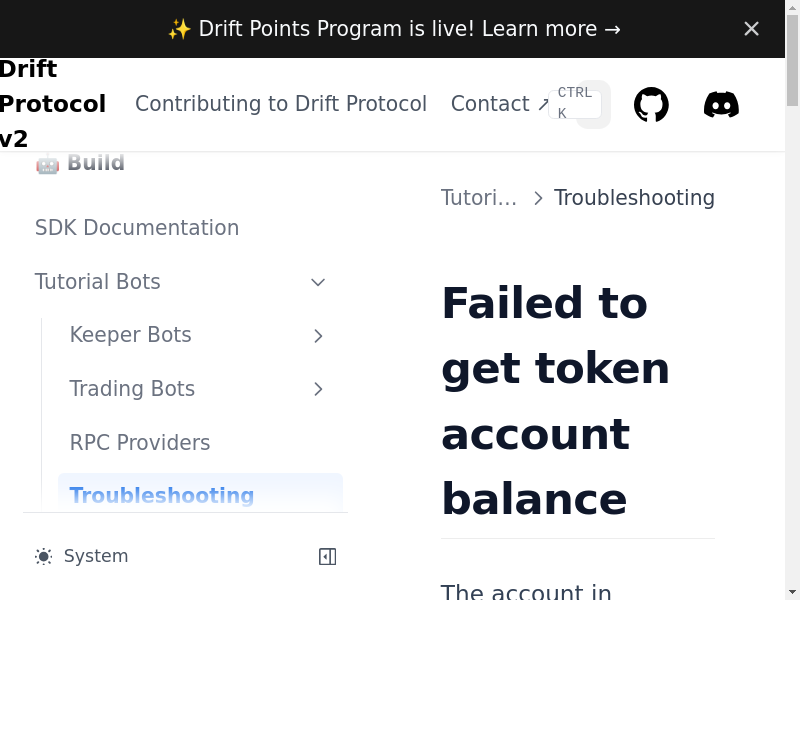 ✨ Drift Points Program is live! Learn more →
Drift
Protocol
v2
Contributing to Drift Protocol
Contact ↗
CTRL
K
🤖 Build
SDK Documentation
Tutorial Bots
Keeper Bots
Trading Bots
RPC Providers
Troubleshooting
System
Tutori… > Troubleshooting
Failed to
get token
account
balance
The account in